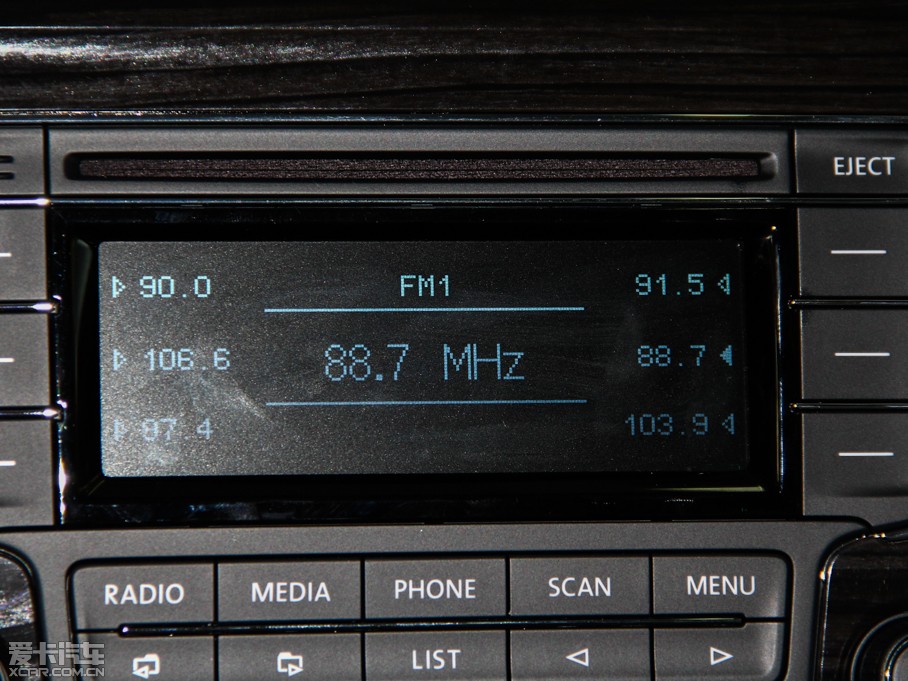 EJECT
90.0 FM1 91.5
106.6 88.7 MHz 88.7
97.4 103.9
RADIO MEDIA PHONE SCAN MENU
LIST
爱卡汽车
XCAR.COM.CN